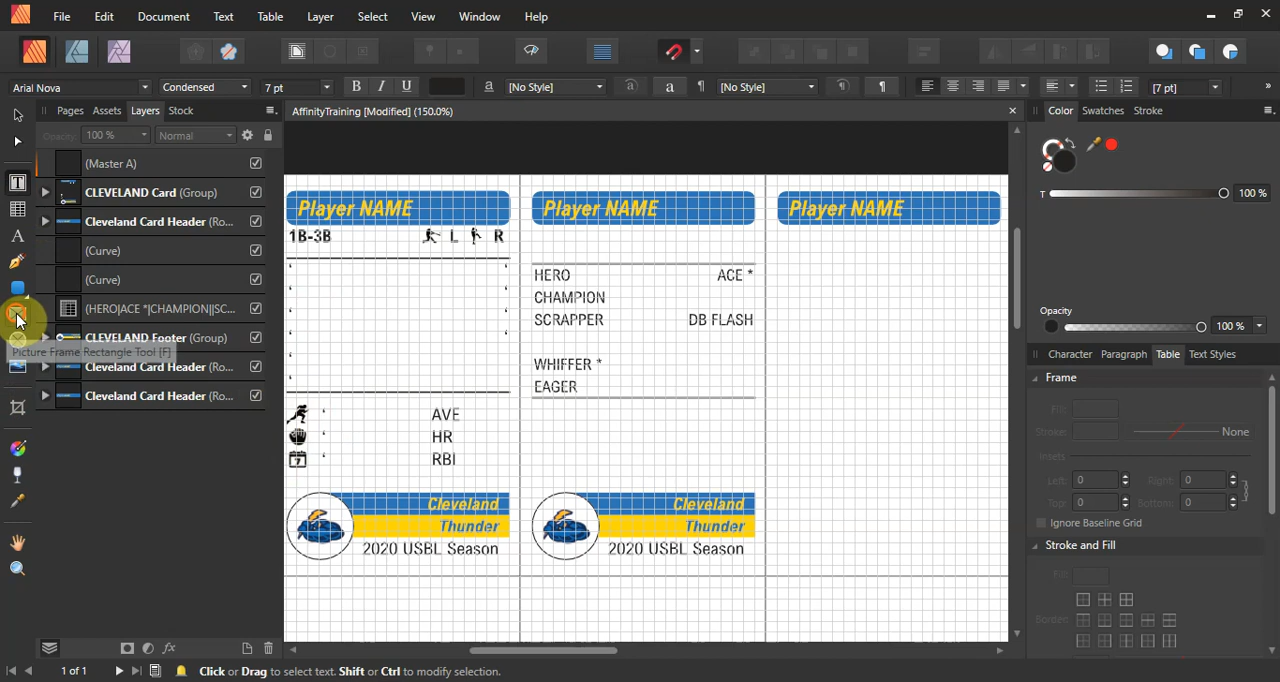 File Edit Document Text Table Layer Select View Window Help
Arial Nova Condensed 7 pt B I U a [No Style] a a ¶ [No Style] ¶ ¶ [7 pt] »
Pages Assets Layers Stock
AffinityTraining [Modified] (150.0%)
Color Swatches Stroke
Opacity: 100 % Normal
(Master A)
CLEVELAND Card (Group)
Cleveland Card Header (Ro...
(Curve)
(Curve)
(HERO|ACE *|CHAMPION||SC...
CLEVELAND Footer (Group)
Picture Frame Rectangle Tool [F]
Cleveland Card Header (Ro...
Cleveland Card Header (Ro...
Player NAME
1B-3B L R
AVE
HR
RBI
Cleveland
Thunder
2020 USBL Season
Player NAME
HERO ACE *
CHAMPION
SCRAPPER DB FLASH
WHIFFER *
EAGER
Cleveland
Thunder
2020 USBL Season
Player NAME
T 100 %
Opacity
100 %
Character Paragraph Table Text Styles
Frame
Fill:
Stroke: None
Insets
Left: 0 Right: 0
Top: 0 Bottom: 0
Ignore Baseline Grid
Stroke and Fill
Fill:
Border:
1 of 1 Click or Drag to select text. Shift or Ctrl to modify selection.